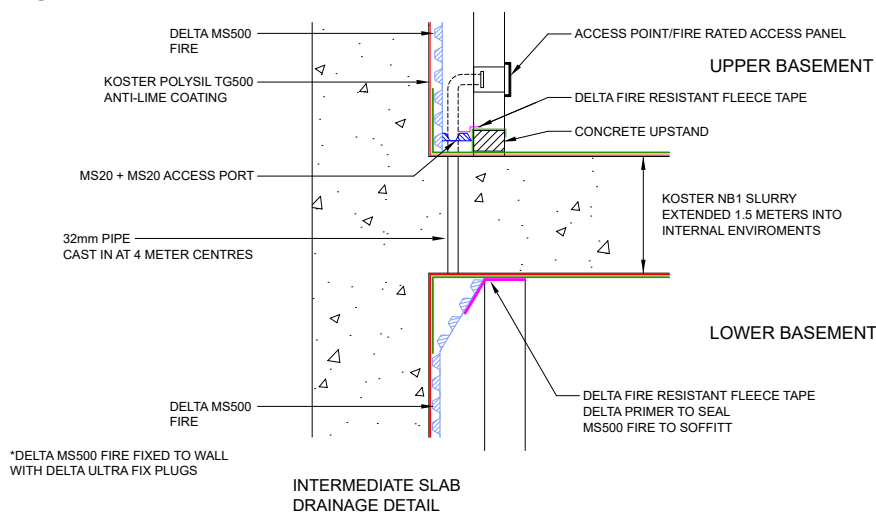 DELTA MS500
FIRE
KOSTER POLYSIL TG500
ANTI-LIME COATING
MS20 + MS20 ACCESS PORT
32mm PIPE
CAST IN AT 4 METER CENTRES
DELTA MS500
FIRE
*DELTA MS500 FIRE FIXED TO WALL
WITH DELTA ULTRA FIX PLUGS
ACCESS POINT/FIRE RATED ACCESS PANEL
UPPER BASEMENT
DELTA FIRE RESISTANT FLEECE TAPE
CONCRETE UPSTAND
KOSTER NB1 SLURRY
EXTENDED 1.5 METERS INTO
INTERNAL ENVIROMENTS
LOWER BASEMENT
DELTA FIRE RESISTANT FLEECE TAPE
DELTA PRIMER TO SEAL
MS500 FIRE TO SOFFITT
INTERMEDIATE SLAB
DRAINAGE DETAIL